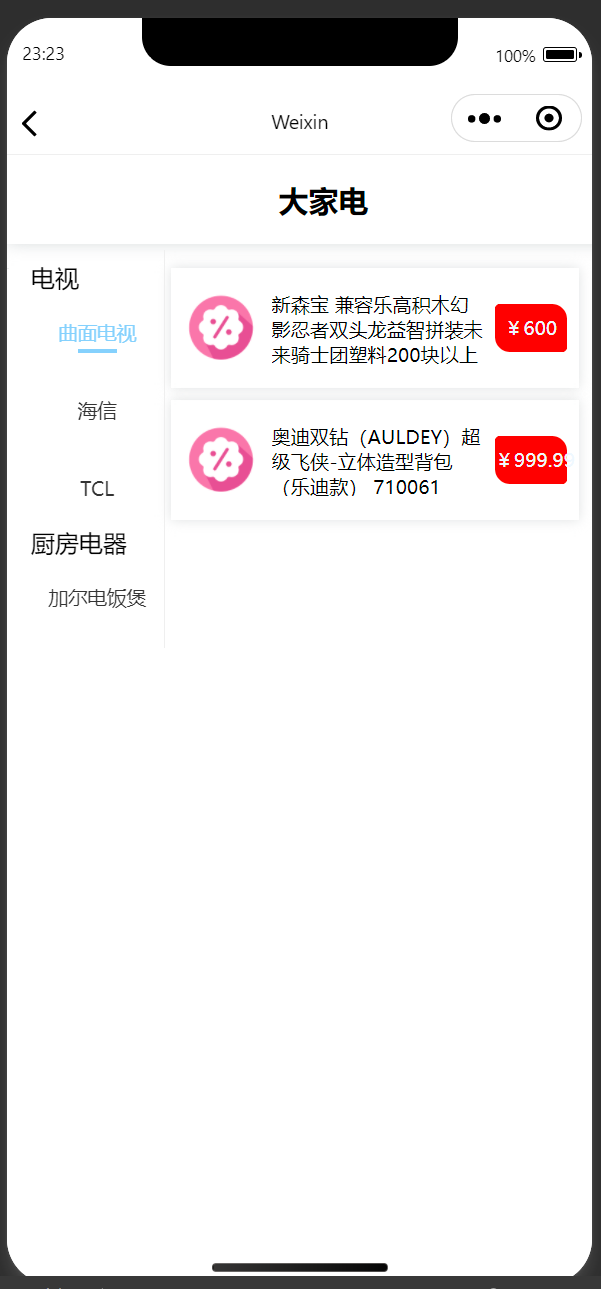 23:23
100%
Weixin
大家电
电视
曲面电视
海信
TCL
厨房电器
加尔电饭煲
新森宝 兼容乐高积木幻
影忍者双头龙益智拼装未
来骑士团塑料200块以上
￥600
奥迪双钻（AULDEY）超
级飞侠-立体造型背包
（乐迪款） 710061
￥999.99